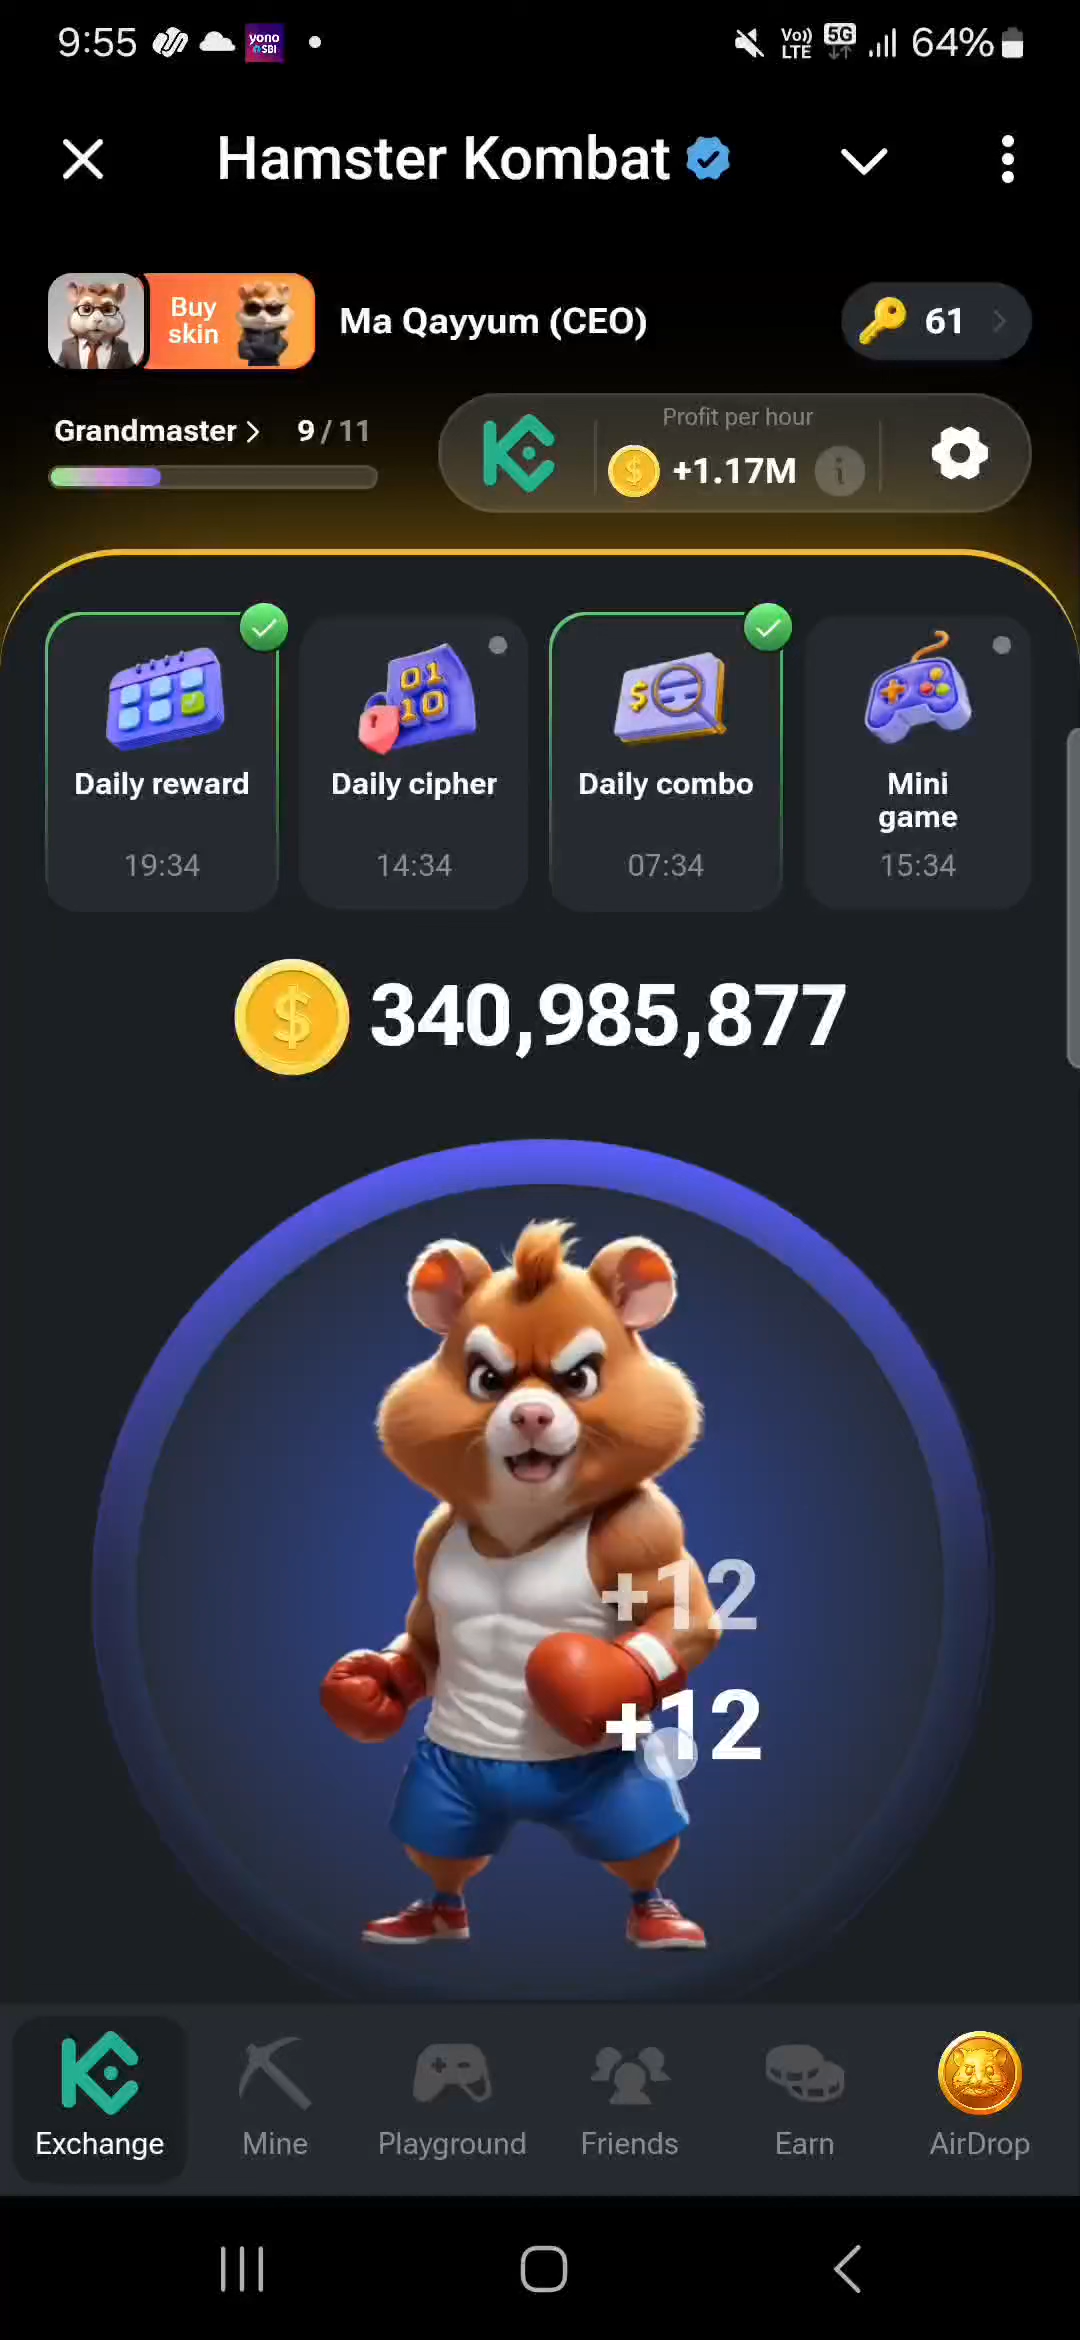 9:55
yono
SBI
Vo))
LTE
5G
64%
Hamster Kombat
Buy
skin
Ma Qayyum (CEO)
61
Grandmaster
9/11
Profit per hour
+1.17M
Daily reward
19:34
Daily cipher
14:34
Daily combo
07:34
Mini
game
15:34
340,985,877
+12
+12
Exchange
Mine
Playground
Friends
Earn
AirDrop